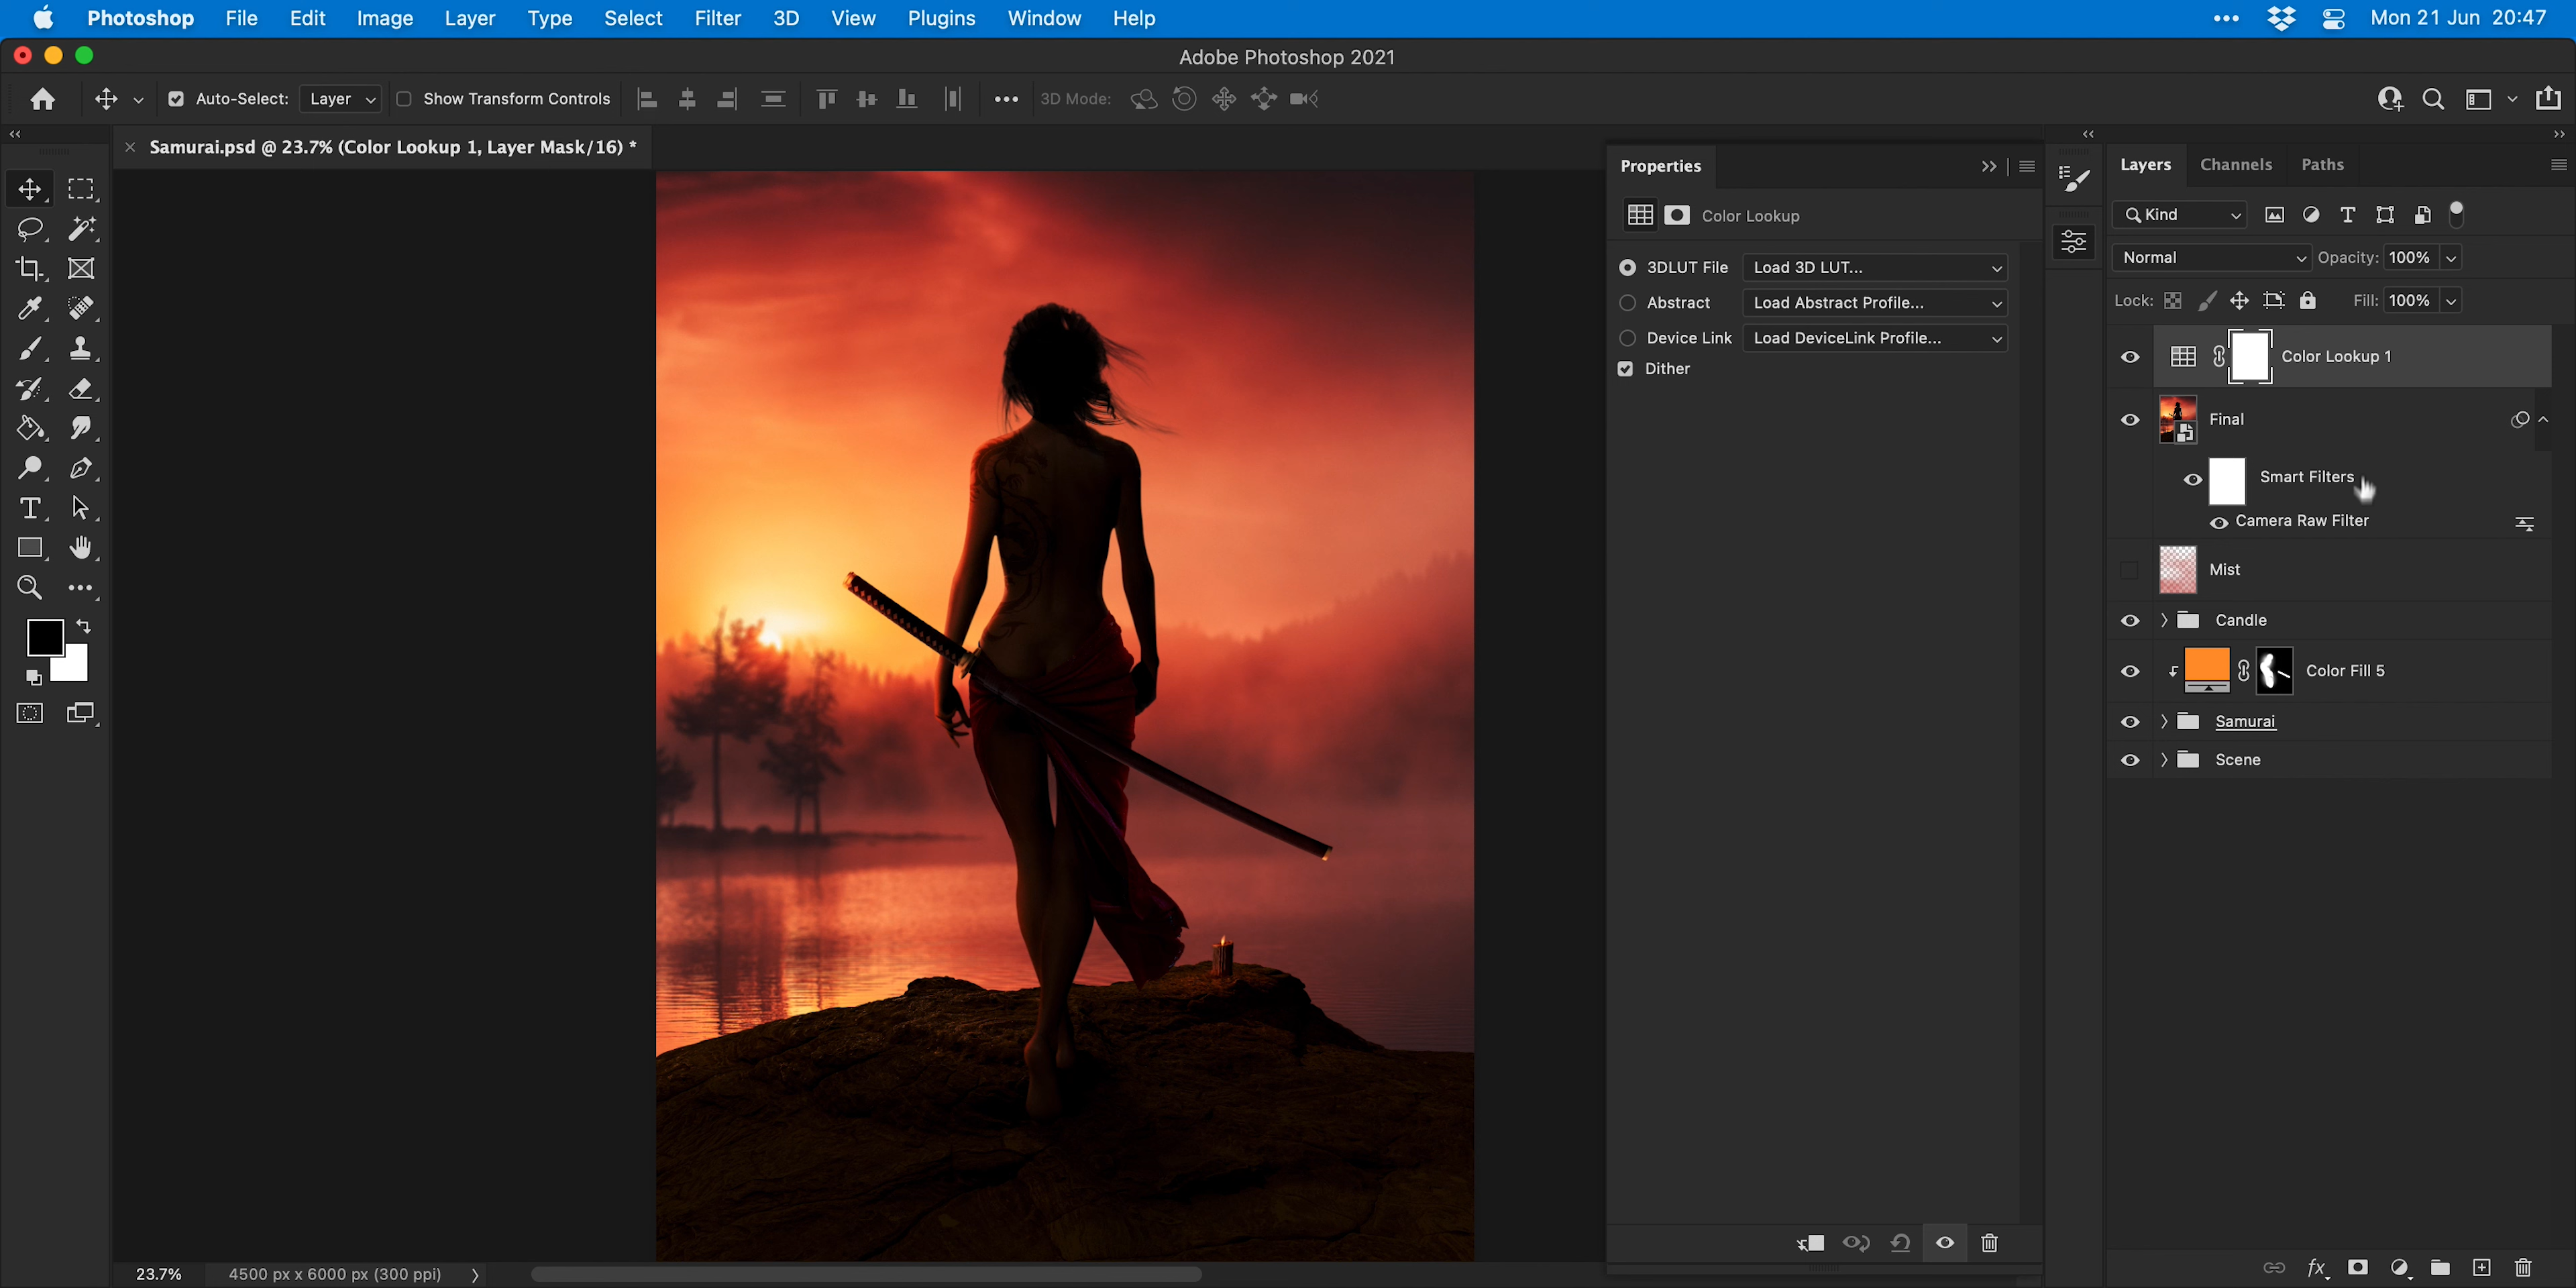 Photoshop File Edit Image Layer Type Select Filter 3D View Plugins Window Help Mon 21 Jun 20:47
Adobe Photoshop 2021
Auto-Select: Layer Show Transform Controls 3D Mode:
Samurai.psd @ 23.7% (Color Lookup 1, Layer Mask/16) *
Properties
Color Lookup
3DLUT File Load 3D LUT...
Abstract Load Abstract Profile...
Device Link Load DeviceLink Profile...
Dither
Layers Channels Paths
Kind
Normal Opacity: 100%
Lock: Fill: 100%
Color Lookup 1
Final
Smart Filters
Camera Raw Filter
Mist
Candle
Color Fill 5
Samurai
Scene
23.7% 4500 px x 6000 px (300 ppi)
fx